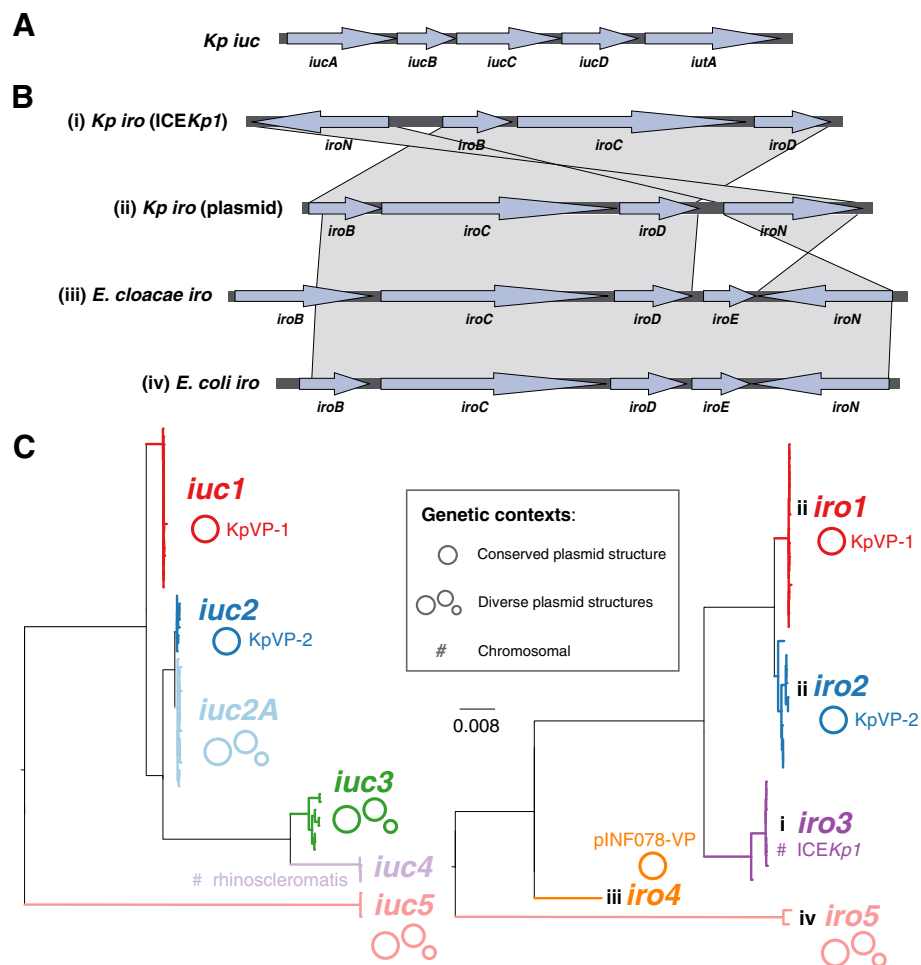 A
Kp iuc
iucA iucB iucC iucD iutA
B
(i) Kp iro (ICEKp1)
iroN iroB iroC iroD
(ii) Kp iro (plasmid)
iroB iroC iroD iroN
(iii) E. cloacae iro
iroB iroC iroD iroE iroN
(iv) E. coli iro
iroB iroC iroD iroE iroN
C
iuc1
KpVP-1
iuc2
KpVP-2
iuc2A
iuc3
# rhinoscleromatis
iuc4
iuc5
Genetic contexts:
Conserved plasmid structure
Diverse plasmid structures
# Chromosomal
0.008
ii iro1
KpVP-1
ii iro2
KpVP-2
i iro3
# ICEKp1
pINF078-VP
iii iro4
iv iro5